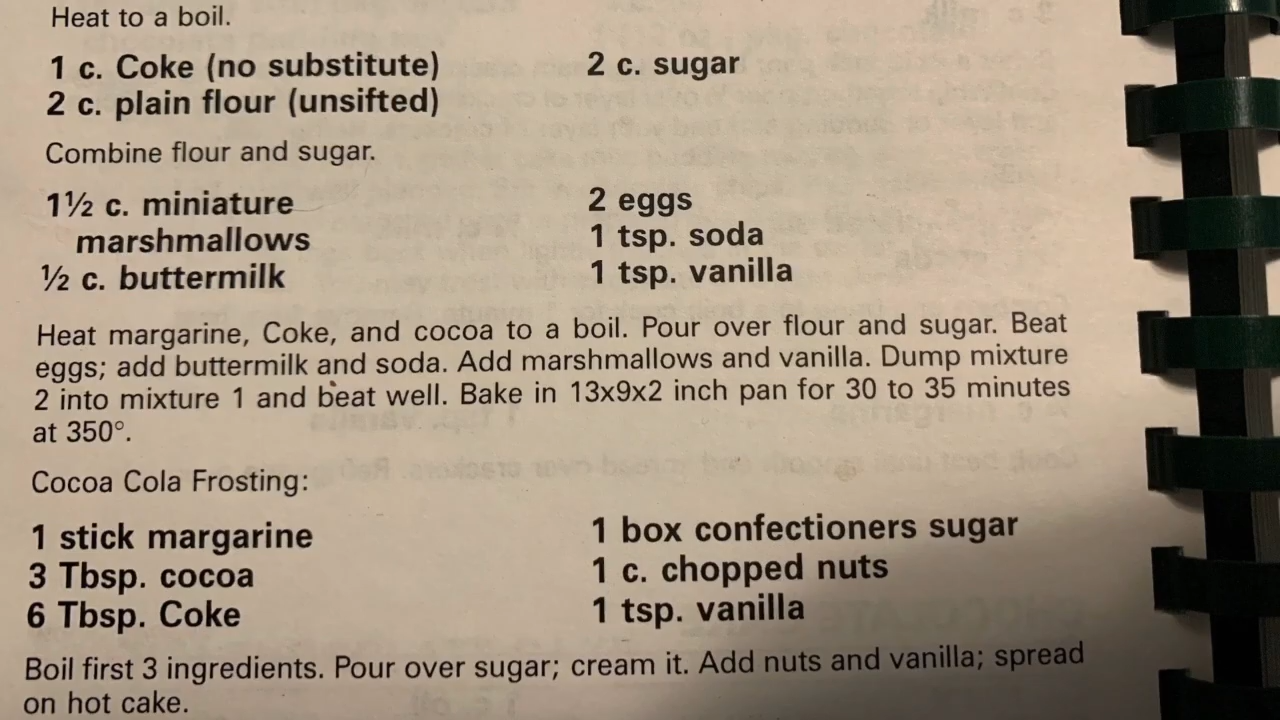 Heat to a boil.
1 c. Coke (no substitute) 2 c. sugar
2 c. plain flour (unsifted)
Combine flour and sugar.
1½ c. miniature 2 eggs
marshmallows 1 tsp. soda
½ c. buttermilk 1 tsp. vanilla
Heat margarine, Coke, and cocoa to a boil. Pour over flour and sugar. Beat
eggs; add buttermilk and soda. Add marshmallows and vanilla. Dump mixture
2 into mixture 1 and beat well. Bake in 13x9x2 inch pan for 30 to 35 minutes
at 350°.
Cocoa Cola Frosting:
1 stick margarine 1 box confectioners sugar
3 Tbsp. cocoa 1 c. chopped nuts
6 Tbsp. Coke 1 tsp. vanilla
Boil first 3 ingredients. Pour over sugar; cream it. Add nuts and vanilla; spread
on hot cake.